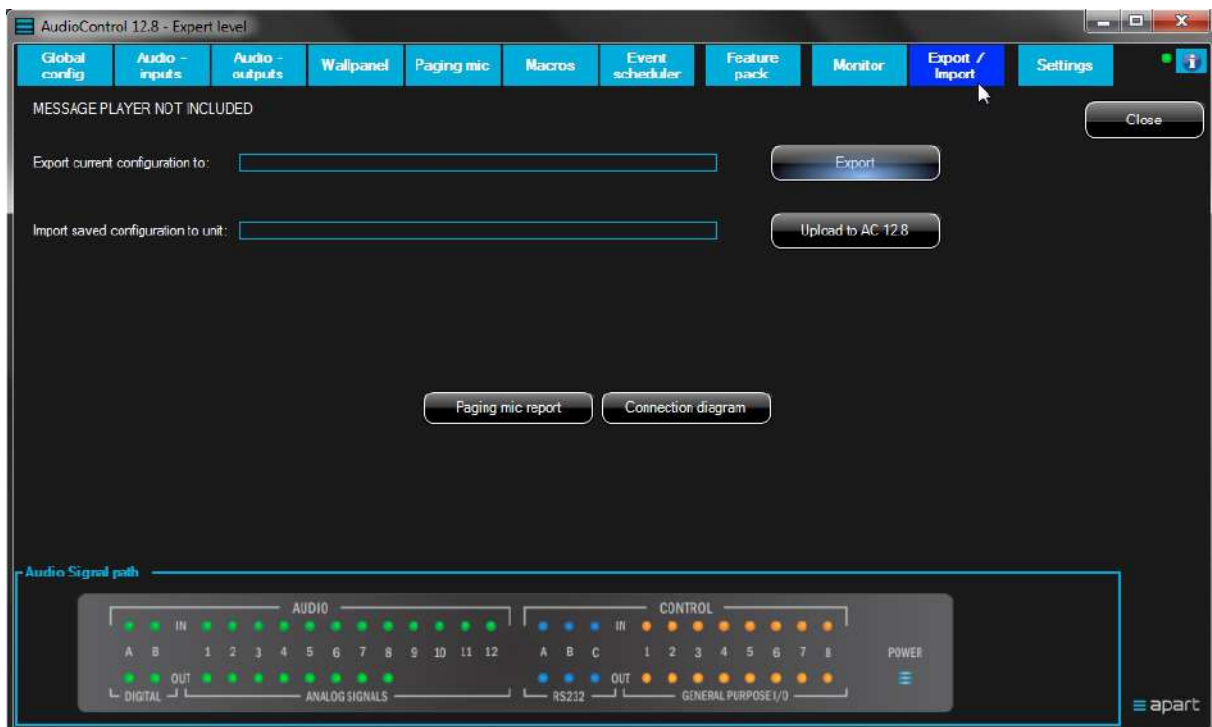 AudioControl 12.8 - Expert level
Global config
Audio - inputs
Audio - outputs
Wallpanel
Paging mic
Macros
Event scheduler
Feature pack
Monitor
Export / Import
Settings
i
MESSAGE PLAYER NOT INCLUDED
Close
Export current configuration to:
Export
Import saved configuration to unit:
Upload to AC 12.8
Paging mic report
Connection diagram
Audio Signal path
AUDIO
CONTROL
IN
IN
A B 1 2 3 4 5 6 7 8 9 10 11 12 A B C 1 2 3 4 5 6 7 8 POWER
OUT
OUT
DIGITAL
ANALOG SIGNALS
RS232
GENERAL PURPOSE I/O
apart